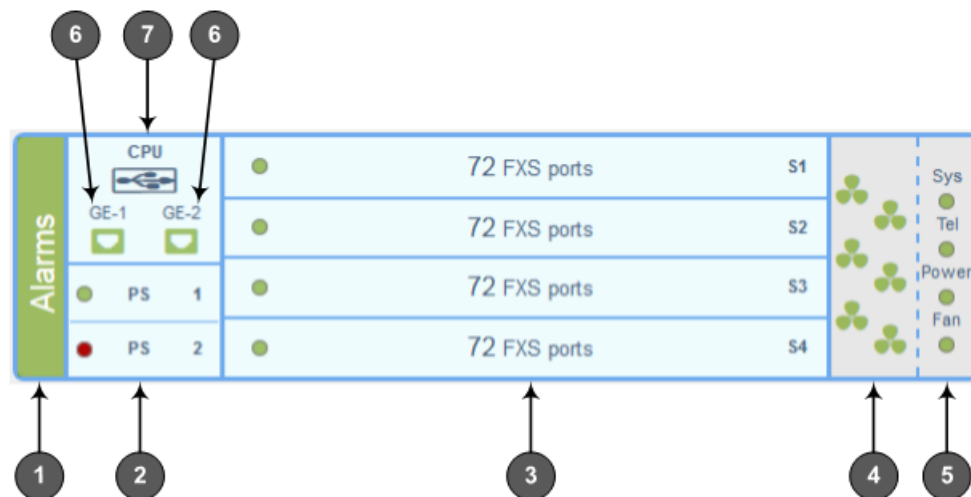 6 7 6
CPU
GE-1 GE-2
Alarms
PS 1
PS 2
72 FXS ports S1
72 FXS ports S2
72 FXS ports S3
72 FXS ports S4
Sys
Tel
Power
Fan
1 2 3 4 5